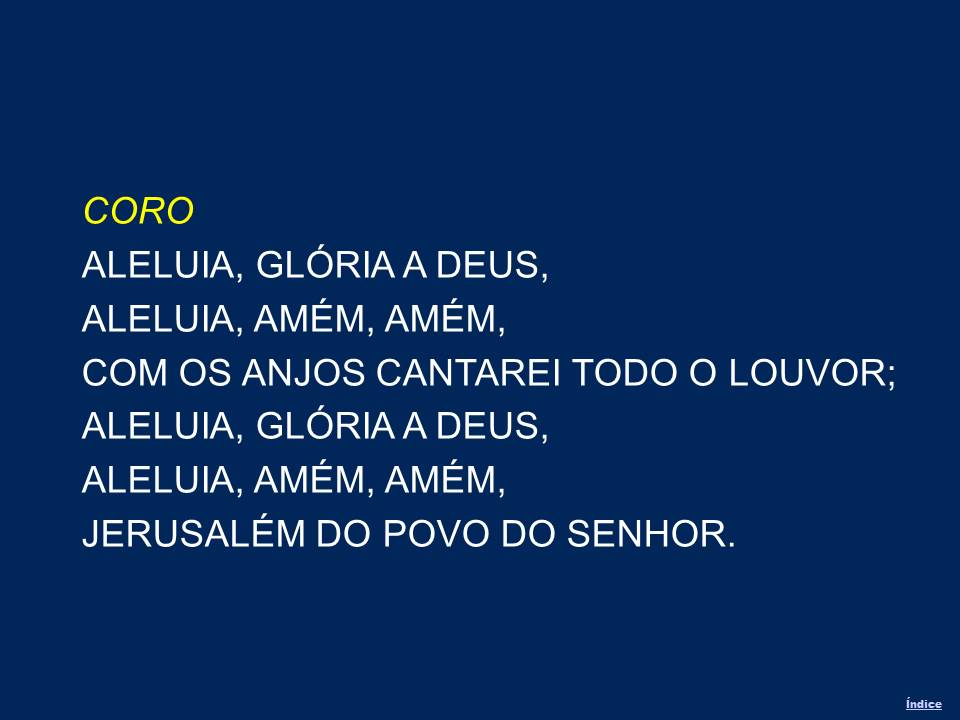 CORO
ALELUIA, GLÓRIA A DEUS,
ALELUIA, AMÉM, AMÉM,
COM OS ANJOS CANTAREI TODO O LOUVOR;
ALELUIA, GLÓRIA A DEUS,
ALELUIA, AMÉM, AMÉM,
JERUSALÉM DO POVO DO SENHOR.
Índice